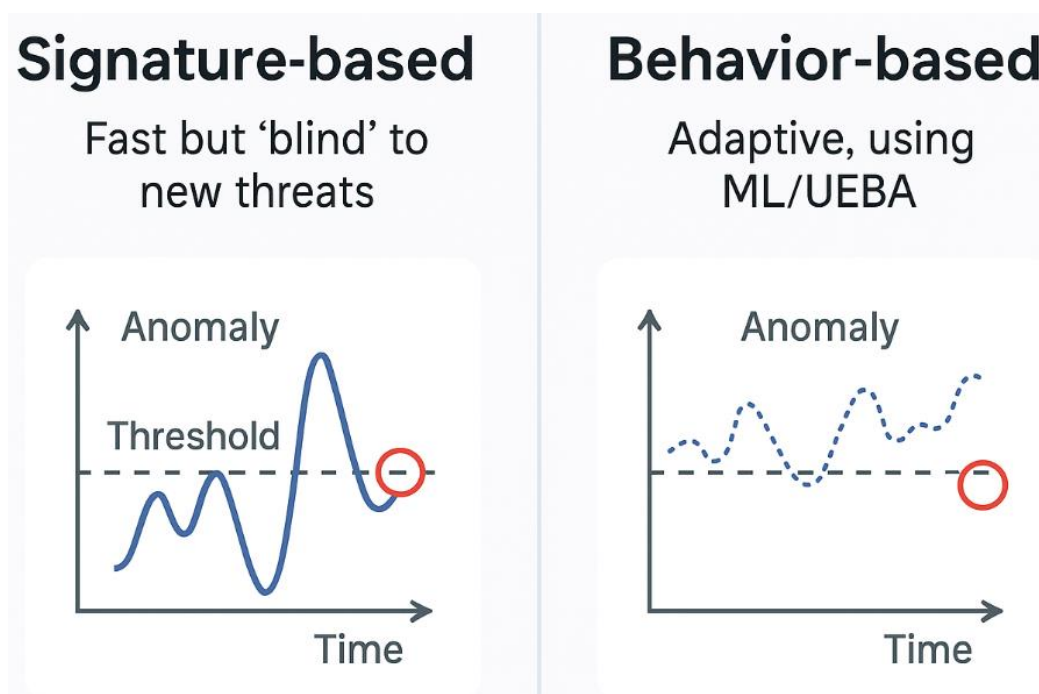 Signature-based
Fast but ‘blind’ to
new threats
Anomaly
Threshold
Time
Behavior-based
Adaptive, using
ML/UEBA
Anomaly
Time